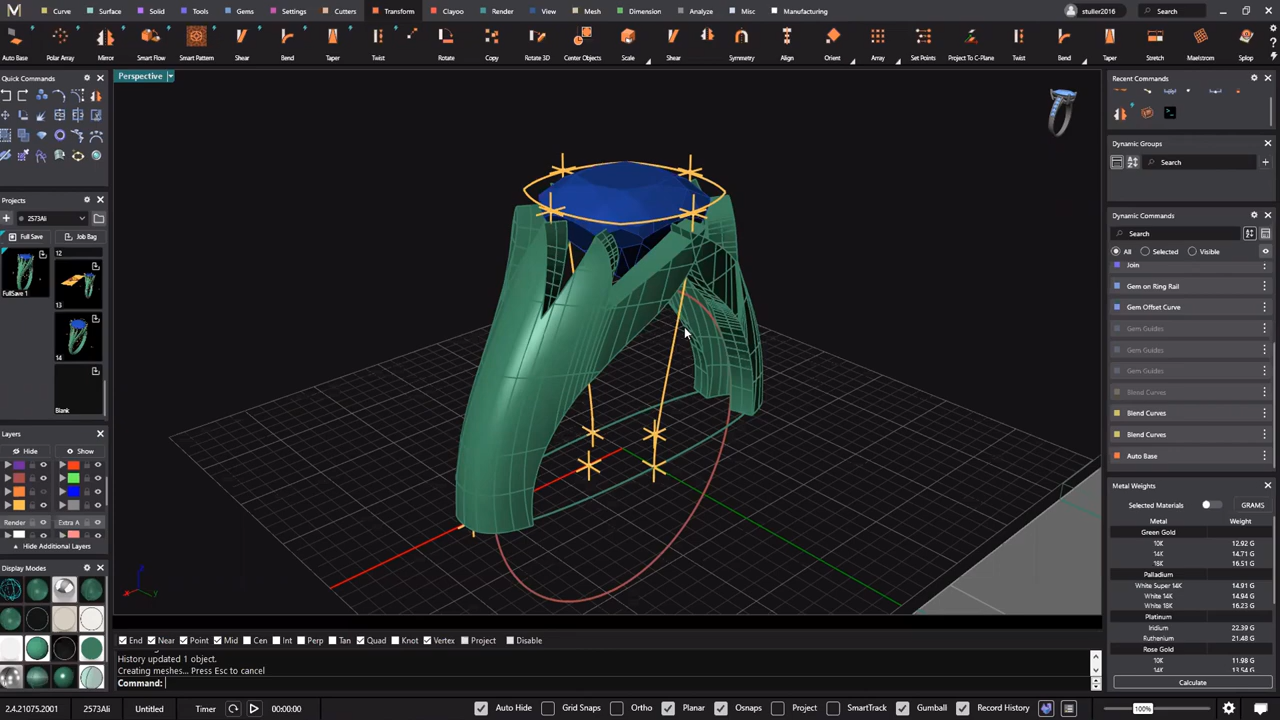 Curve Surface Solid Tools Gems Settings Cutters Transform Clayoo Render View Mesh Dimension Analyze Misc Manufacturing stuller2016 Search
Auto Base Polar Array Mirror Smart Flow Smart Pattern Shear Bend Taper Twist Rotate Copy Rotate 3D Center Objects Scale Shear Symmetry Align Orient Array Set Points Project To C-Plane Twist Bend Taper Stretch Maelstrom Splop
Quick Commands
Projects
2573Ali
Full Save Job Bag
12
FullSave 1
13
14
Blank
Layers
Hide Show
Render Extra A
Hide Additional Layers
Display Modes
Perspective
z
x
y
Recent Commands
Dynamic Groups
Search
Dynamic Commands
Search
All Selected Visible
Join
Gem on Ring Rail
Gem Offset Curve
Gem Guides
Gem Guides
Gem Guides
Blend Curves
Blend Curves
Blend Curves
Auto Base
Metal Weights
Selected Materials GRAMS
Metal Weight
Green Gold
10K 12.92 G
14K 14.71 G
18K 16.51 G
Palladium
White Super 14K 14.91 G
White 14K 14.94 G
White 18K 16.23 G
Platinum
Iridium 22.39 G
Ruthenium 21.48 G
Rose Gold
10K 11.98 G
14K 13.54 G
Calculate
End Near Point Mid Cen Int Perp Tan Quad Knot Vertex Project Disable
History updated 1 object.
Creating meshes... Press Esc to cancel
Command:
2.4.21075.2001 2573Ali Untitled Timer 00:00:00 Auto Hide Grid Snaps Ortho Planar Osnaps Project SmartTrack Gumball Record History 100%